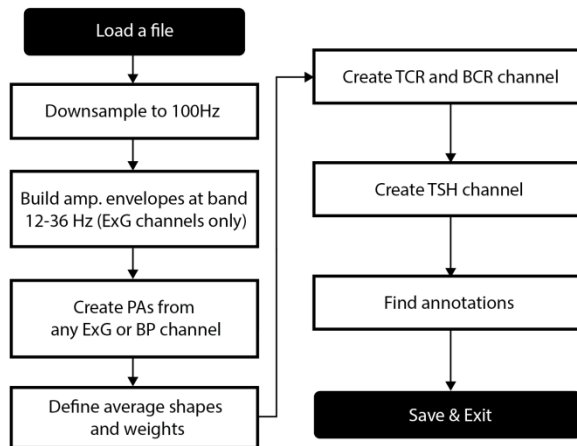 Load a file
Downsample to 100Hz
Build amp. envelopes at band
12-36 Hz (ExG channels only)
Create PAs from
any ExG or BP channel
Define average shapes
and weights
Create TCR and BCR channel
Create TSH channel
Find annotations
Save & Exit